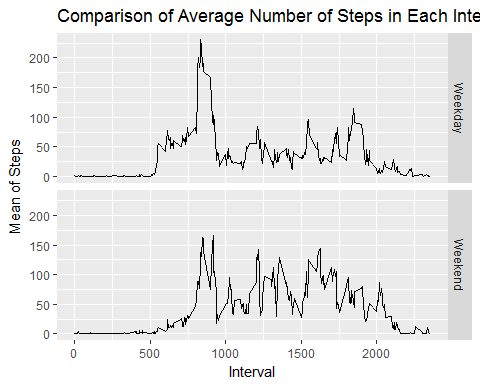 Comparison of Average Number of Steps in Each Inte
200
150
100
50
0
Weekday
Mean of Steps
200
150
100
50
0
Weekend
0 500 1000 1500 2000
Interval